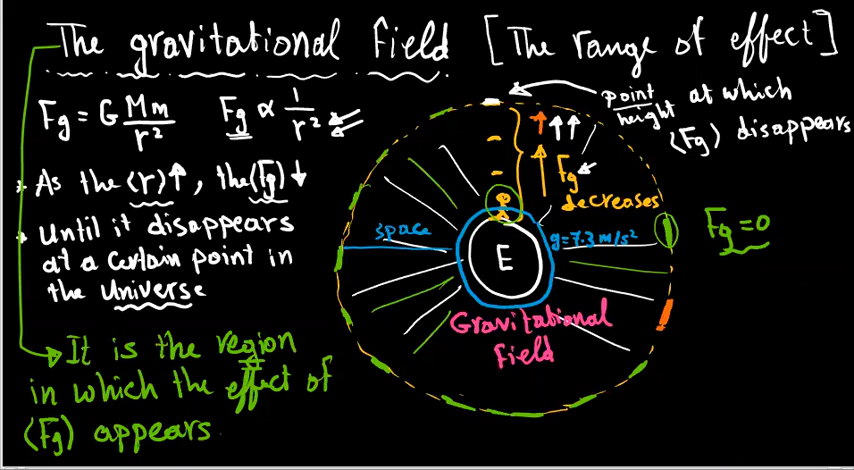 The gravitational Field [The range of effect]
Fg = G Mm/r²   Fg ∝ 1/r²
As the (r)↑, the (Fg)↓
Until it disappears
at a certain point in
the Universe
It is the region
in which the effect of
(Fg) appears
point/height at which
(Fg) disappears
Fg
decreases
space
g=7.3 m/s²
E
Gravitational
Field
Fg=0